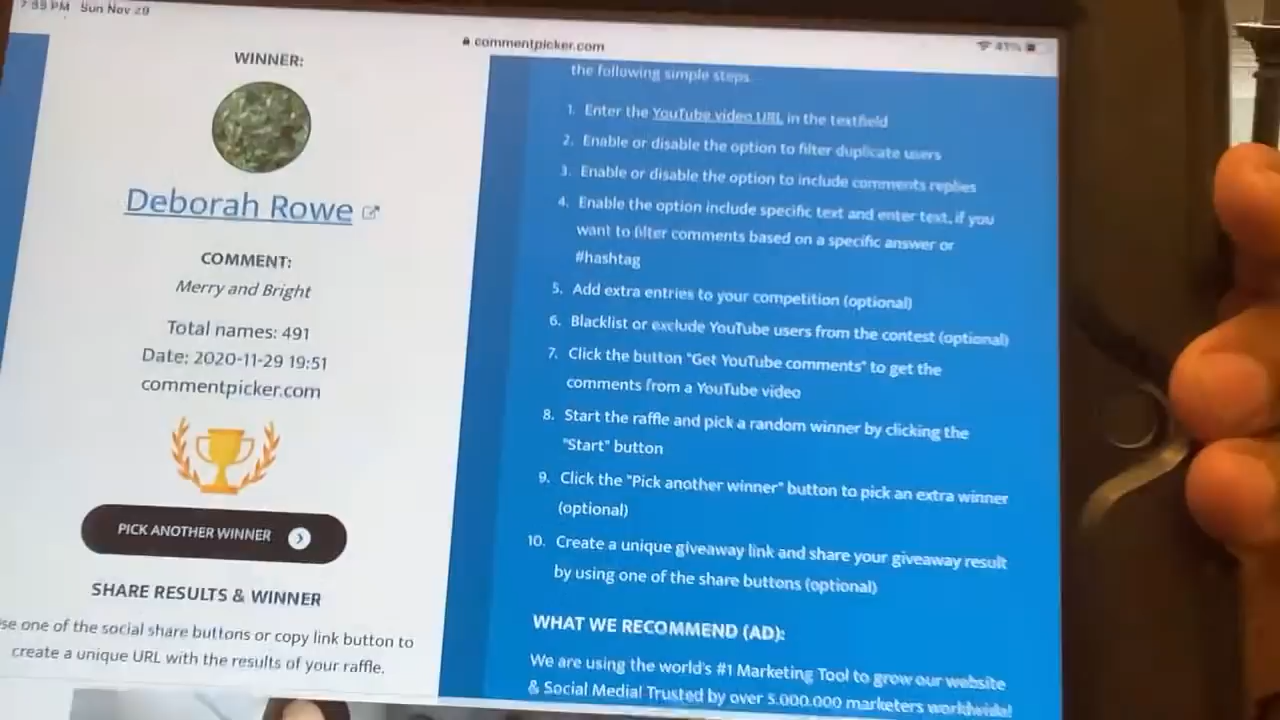 7:55 PM Sun Nov 29
commentpicker.com
41%
WINNER:
Deborah Rowe
COMMENT:
Merry and Bright
Total names: 491
Date: 2020-11-29 19:51
commentpicker.com
PICK ANOTHER WINNER
SHARE RESULTS & WINNER
se one of the social share buttons or copy link button to
create a unique URL with the results of your raffle.
the following simple steps
1. Enter the YouTube video URL in the textfield
2. Enable or disable the option to filter duplicate users
3. Enable or disable the option to include comments replies
4. Enable the option include specific text and enter text, if you
want to filter comments based on a specific answer or
#hashtag
5. Add extra entries to your competition (optional)
6. Blacklist or exclude YouTube users from the contest (optional)
7. Click the button "Get YouTube comments" to get the
comments from a YouTube video
8. Start the raffle and pick a random winner by clicking the
"Start" button
9. Click the "Pick another winner" button to pick an extra winner
(optional)
10. Create a unique giveaway link and share your giveaway result
by using one of the share buttons (optional)
WHAT WE RECOMMEND (AD):
We are using the world's #1 Marketing Tool to grow our website
& Social Media! Trusted by over 5.000.000 marketers worldwide!